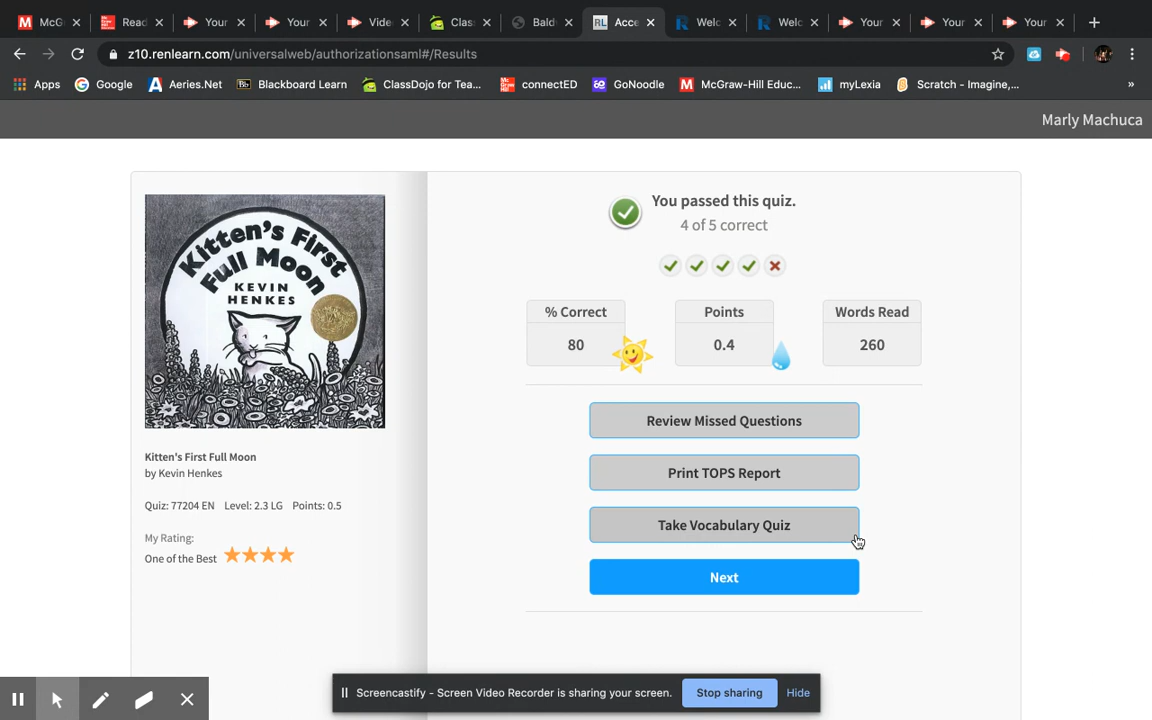 McGr
Read
Your
Your
Vide
Class
Bald
RL Acce
Welc
Welc
Your
Your
Your
z10.renlearn.com/universalweb/authorizationsaml#/Results
Apps
Google
Aeries.Net
Bb Blackboard Learn
ClassDojo for Tea...
connectED
GoNoodle
McGraw-Hill Educ...
myLexia
Scratch - Imagine,...
»
Marly Machuca
Kitten's First
Full Moon
KEVIN
HENKES
Kitten's First Full Moon
by Kevin Henkes
Quiz: 77204 EN Level: 2.3 LG Points: 0.5
My Rating:
One of the Best
You passed this quiz.
4 of 5 correct
% Correct
80
Points
0.4
Words Read
260
Review Missed Questions
Print TOPS Report
Take Vocabulary Quiz
Next
Screencastify - Screen Video Recorder is sharing your screen.
Stop sharing
Hide